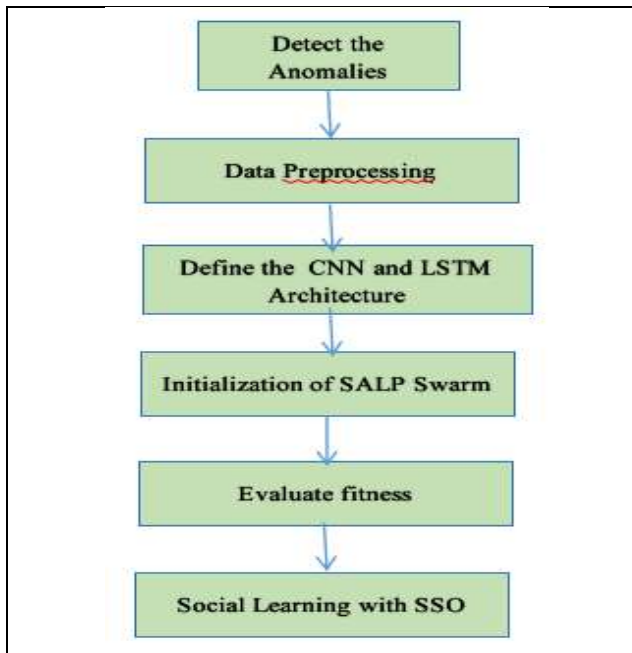 Detect the
Anomalies
Data Preprocessing
Define the CNN and LSTM
Architecture
Initialization of SALP Swarm
Evaluate fitness
Social Learning with SSO